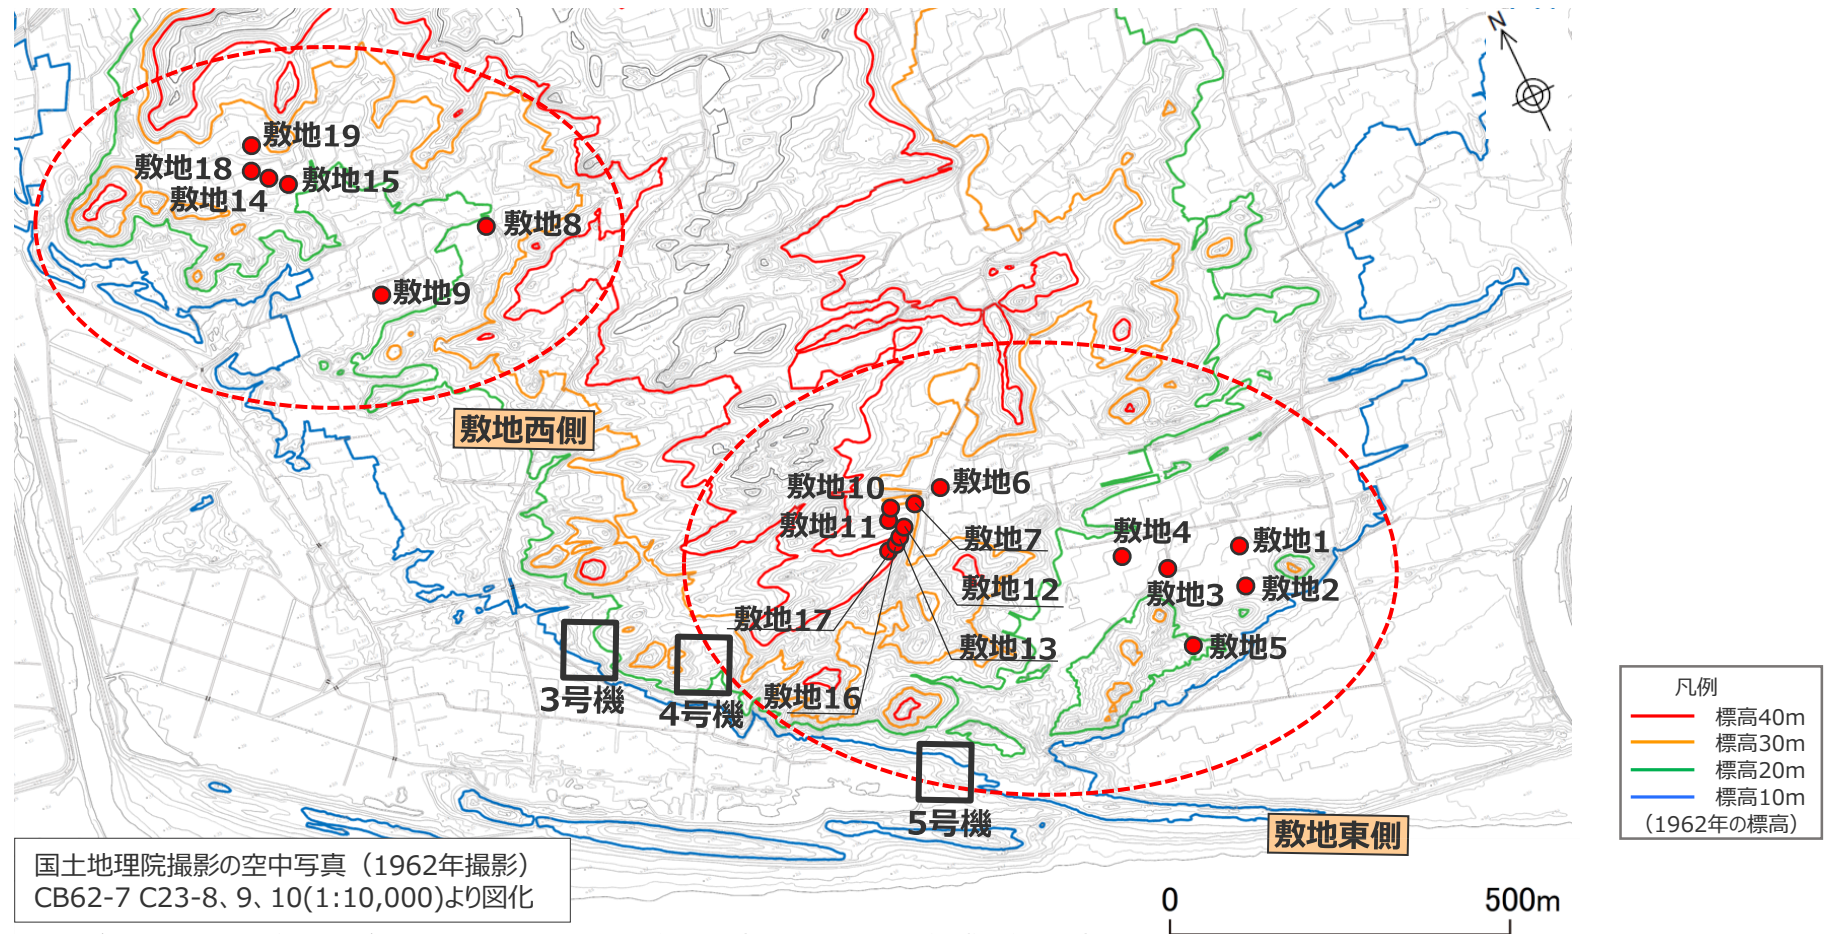 N
敷地19
敷地18
敷地15
敷地14
敷地8
敷地9
敷地西側
敷地10
敷地6
敷地11
敷地7
敷地4
敷地1
敷地12
敷地3
敷地2
敷地17
敷地13
敷地5
敷地16
3号機
4号機
5号機
敷地東側
凡例
標高40m
標高30m
標高20m
標高10m
(1962年の標高)
国土地理院撮影の空中写真(1962年撮影)
CB62-7 C23-8、9、10(1:10,000)より図化
0 500m